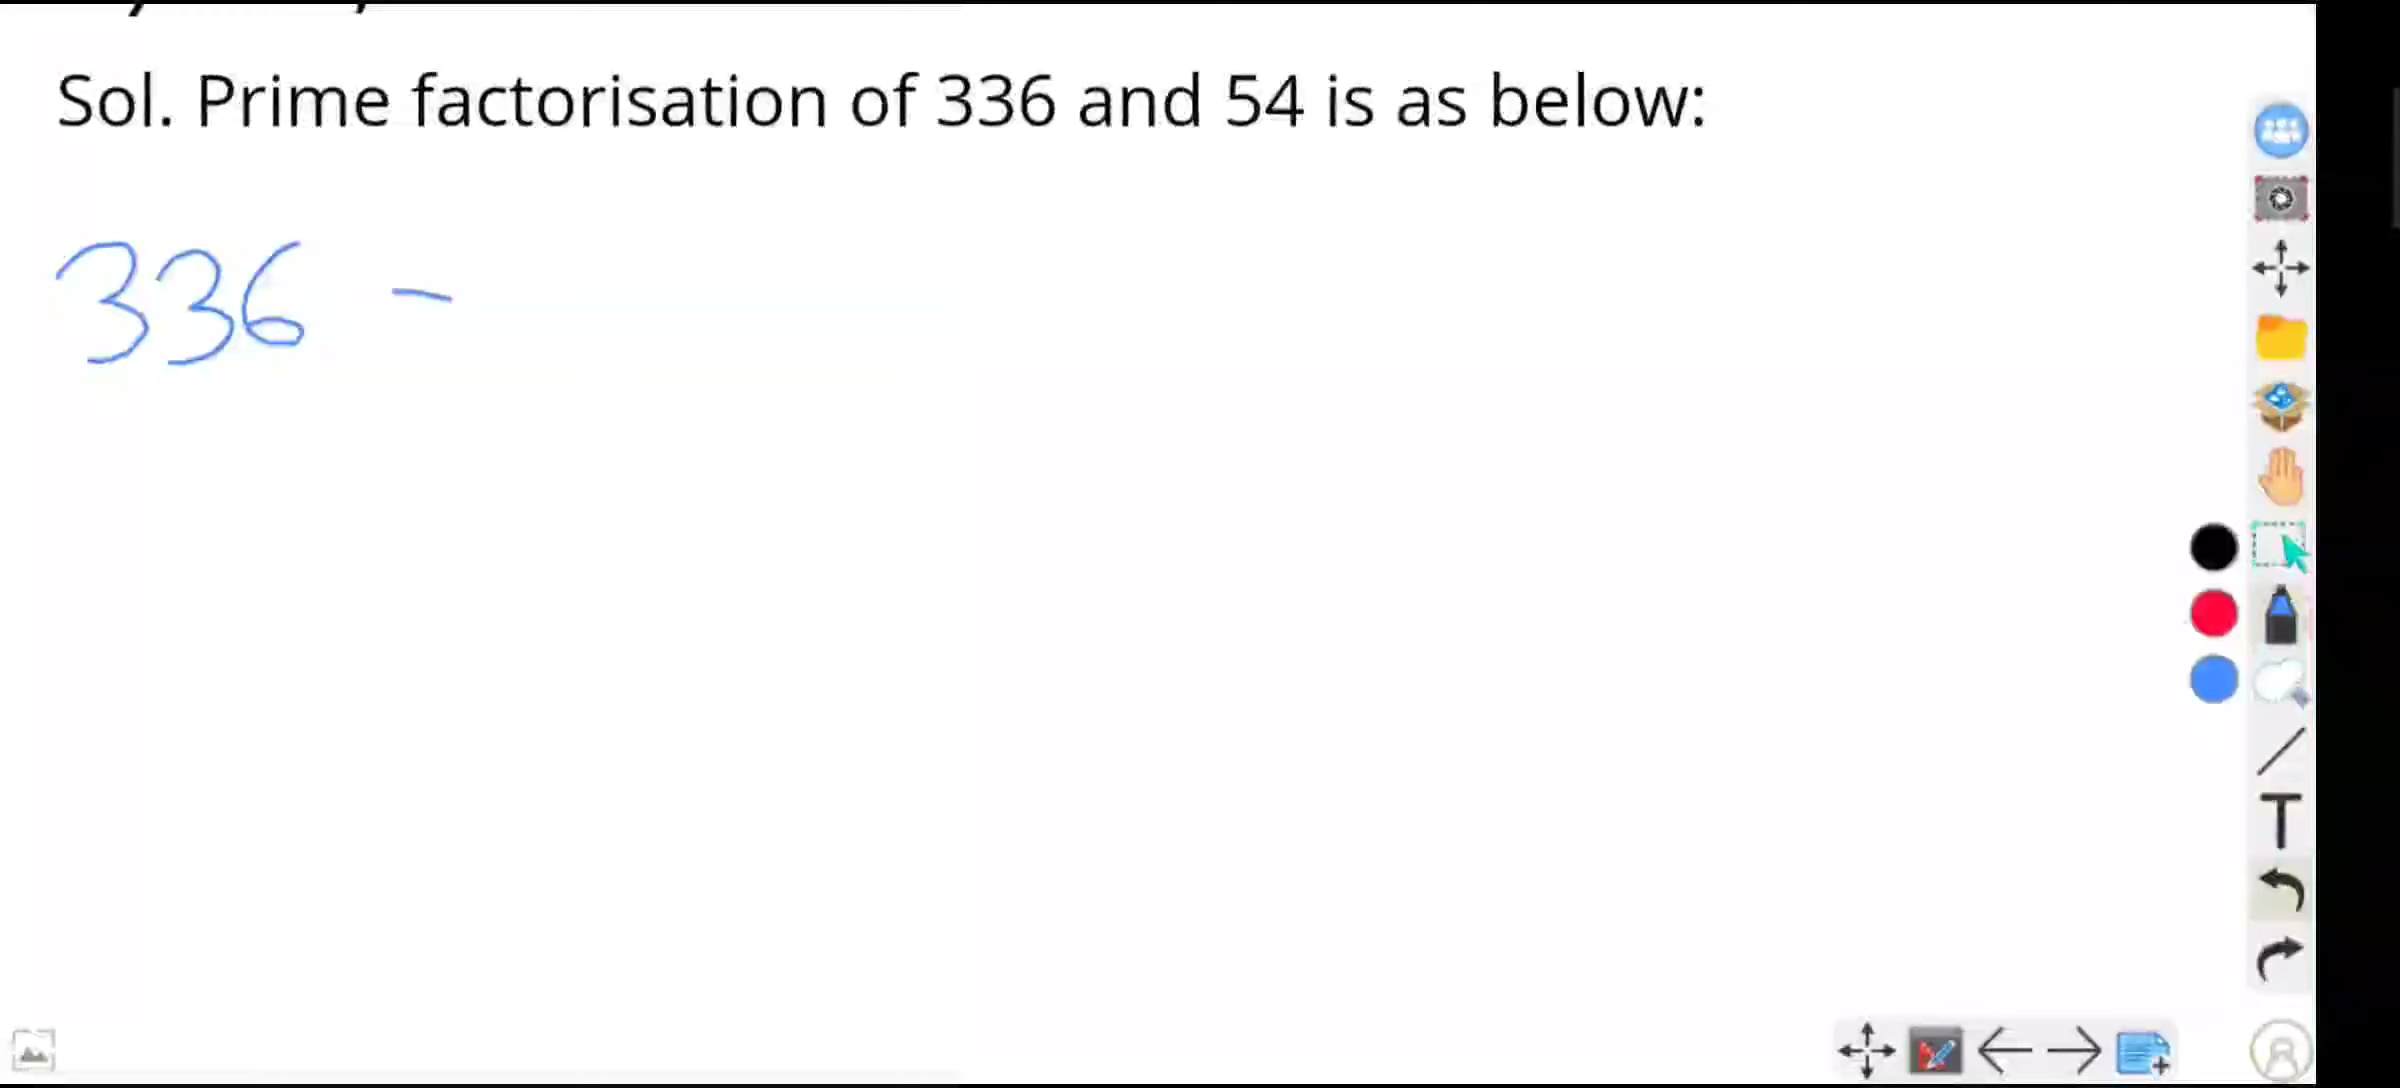 Sol. Prime factorisation of 336 and 54 is as below:
336 -